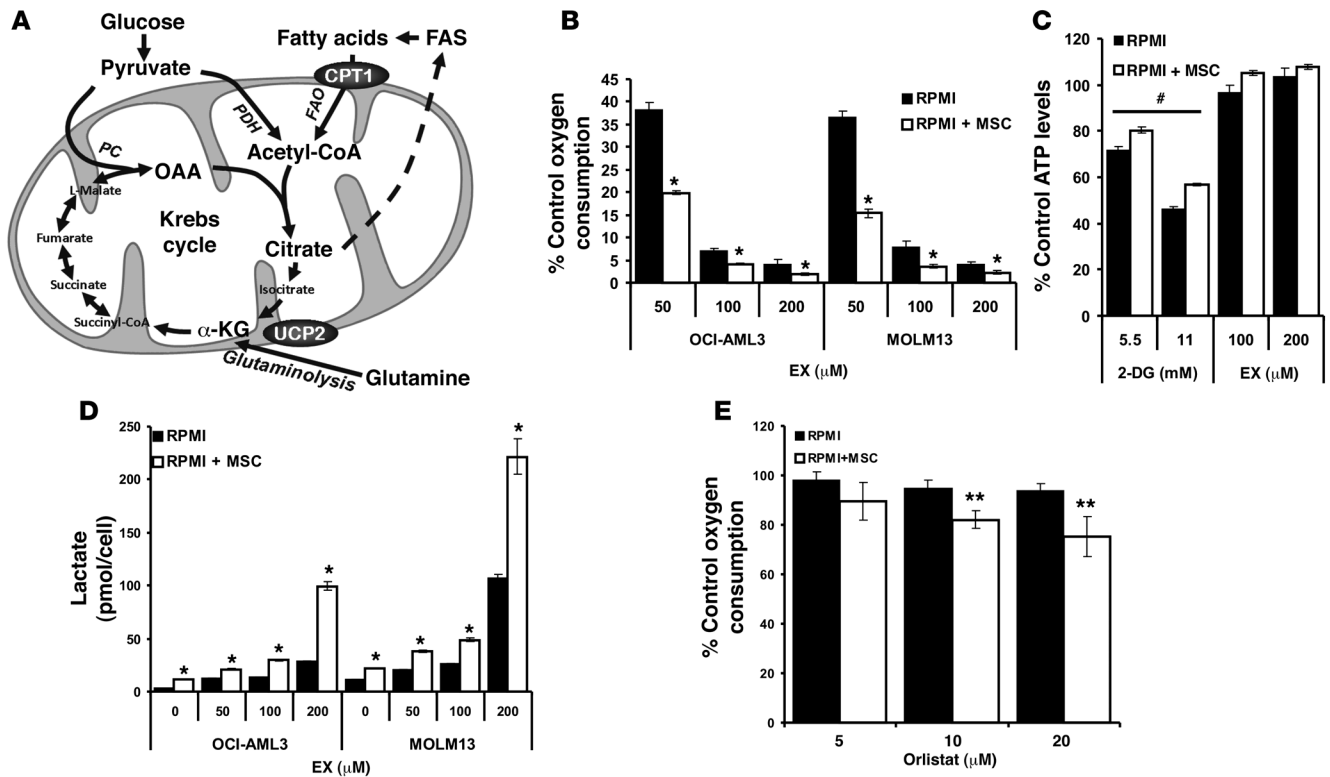 A
Glucose
Pyruvate
Fatty acids
FAS
CPT1
PDH
FAO
PC
Acetyl-CoA
OAA
L-Malate
Krebs
cycle
Fumarate
Citrate
Succinate
Isocitrate
Succinyl-CoA
α-KG
UCP2
Glutaminolysis
Glutamine
B
% Control oxygen
consumption
45
40
35
30
25
20
15
10
5
0
RPMI
RPMI + MSC
*
*
*
*
*
*
50
100
200
50
100
200
OCI-AML3
MOLM13
EX (μM)
C
% Control ATP levels
120
100
80
60
40
20
0
RPMI
RPMI + MSC
#
5.5
11
100
200
2-DG (mM)
EX (μM)
D
Lactate
(pmol/cell)
250
200
150
100
50
0
RPMI
RPMI + MSC
*
*
*
*
*
*
*
*
0
50
100
200
0
50
100
200
OCI-AML3
MOLM13
EX (μM)
E
% Control oxygen
consumption
120
100
80
60
40
20
0
RPMI
RPMI+MSC
**
**
5
10
20
Orlistat (μM)